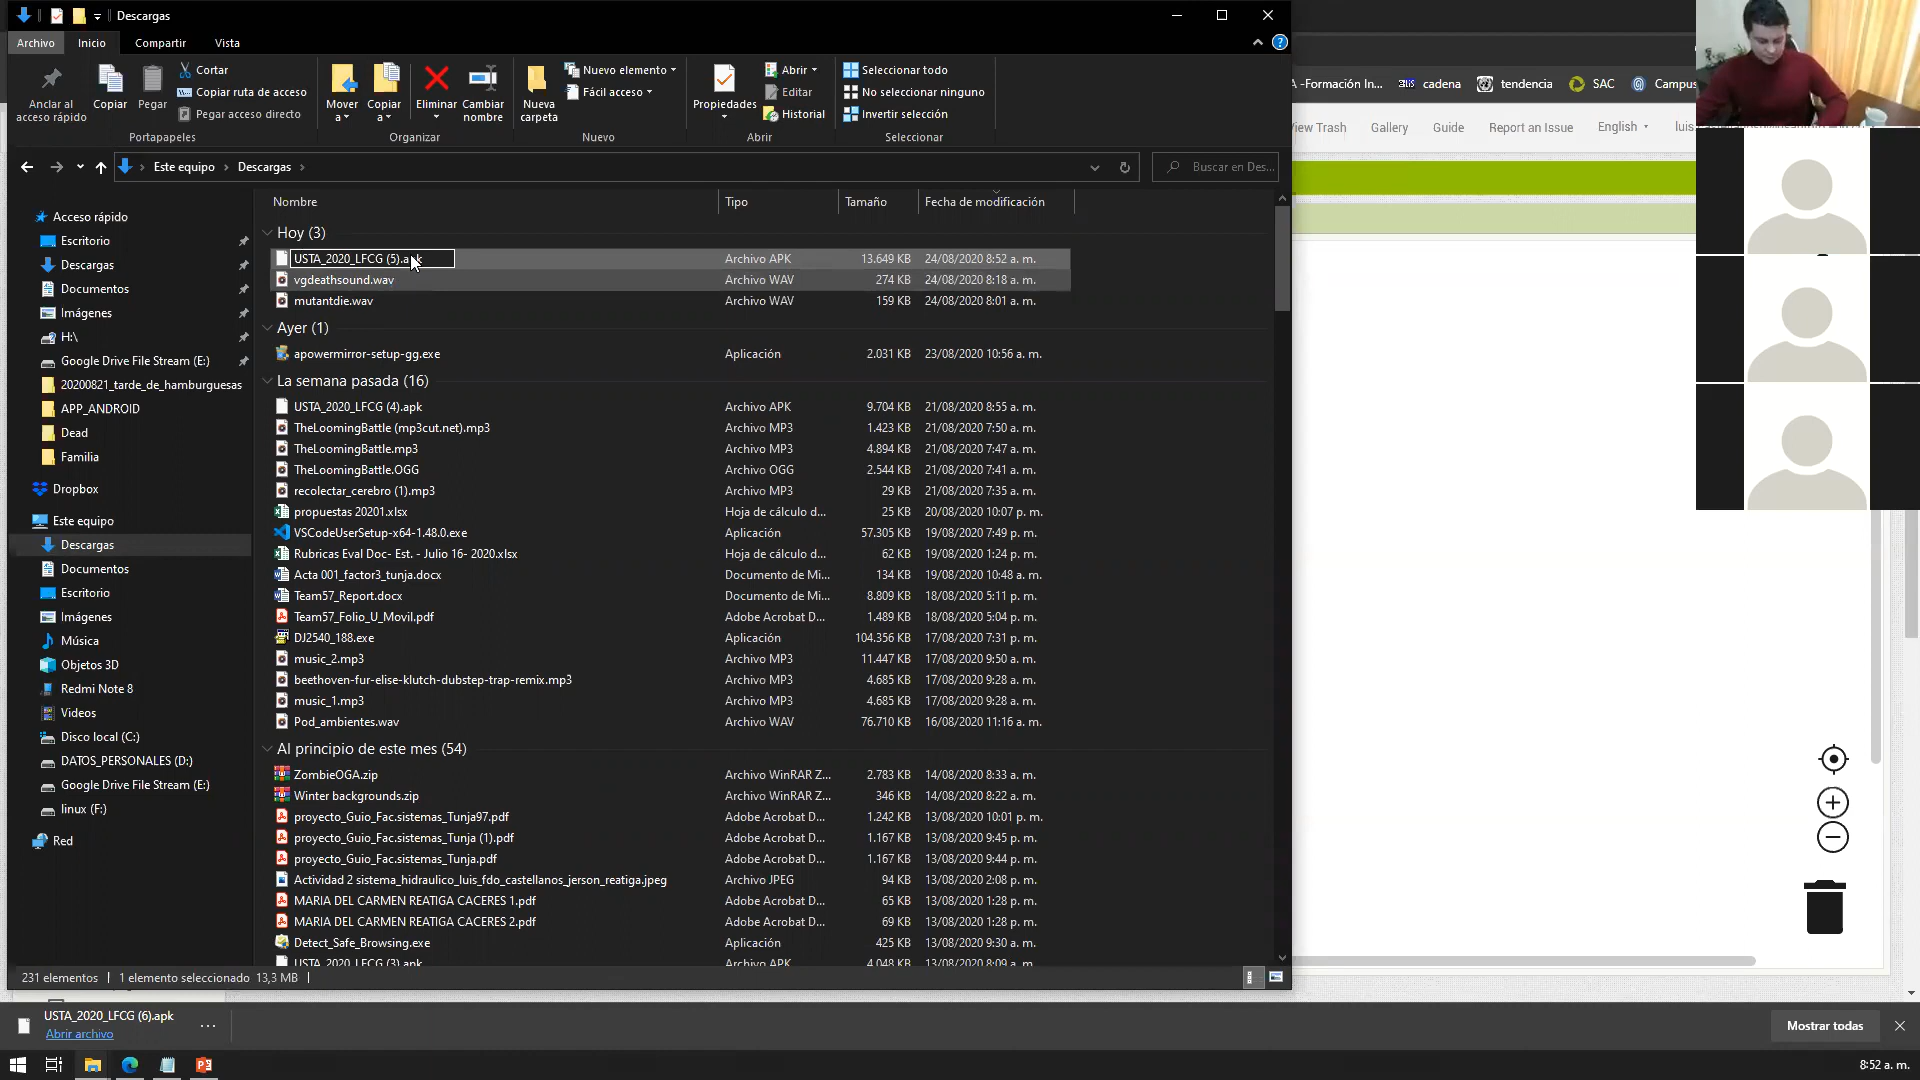 Descargas
Archivo Inicio Compartir Vista
Anclar al acceso rápido
Copiar
Pegar
Cortar
Copiar ruta de acceso
Pegar acceso directo
Portapapeles
Mover a
Copiar a
Eliminar
Cambiar nombre
Organizar
Nueva carpeta
Nuevo elemento
Fácil acceso
Nuevo
Propiedades
Abrir
Editar
Historial
Abrir
Seleccionar todo
No seleccionar ninguno
Invertir selección
Seleccionar
Este equipo Descargas
Buscar en Des...
-Formación In... cadena tendencia SAC Campus
View Trash Gallery Guide Report an Issue English
Acceso rápido
Escritorio
Descargas
Documentos
Imágenes
H:\
Google Drive File Stream (E:)
20200821_tarde_de_hamburguesas
APP_ANDROID
Dead
Familia
Dropbox
Este equipo
Descargas
Documentos
Escritorio
Imágenes
Música
Objetos 3D
Redmi Note 8
Videos
Disco local (C:)
DATOS_PERSONALES (D:)
Google Drive File Stream (E:)
linux (F:)
Red
Nombre Tipo Tamaño Fecha de modificación
Hoy (3)
USTA_2020_LFCG (5).apk Archivo APK 13.649 KB 24/08/2020 8:52 a. m.
vgdeathsound.wav Archivo WAV 274 KB 24/08/2020 8:18 a. m.
mutantdie.wav Archivo WAV 159 KB 24/08/2020 8:01 a. m.
Ayer (1)
apowermirror-setup-gg.exe Aplicación 2.031 KB 23/08/2020 10:56 a. m.
La semana pasada (16)
USTA_2020_LFCG (4).apk Archivo APK 9.704 KB 21/08/2020 8:55 a. m.
TheLoomingBattle (mp3cut.net).mp3 Archivo MP3 1.423 KB 21/08/2020 7:50 a. m.
TheLoomingBattle.mp3 Archivo MP3 4.894 KB 21/08/2020 7:47 a. m.
TheLoomingBattle.OGG Archivo OGG 2.544 KB 21/08/2020 7:41 a. m.
recolectar_cerebro (1).mp3 Archivo MP3 29 KB 21/08/2020 7:35 a. m.
propuestas 20201.xlsx Hoja de cálculo d... 25 KB 20/08/2020 10:07 p. m.
VSCodeUserSetup-x64-1.48.0.exe Aplicación 57.305 KB 19/08/2020 7:49 p. m.
Rubricas Eval Doc- Est. - Julio 16- 2020.xlsx Hoja de cálculo d... 62 KB 19/08/2020 1:24 p. m.
Acta 001_factor3_tunja.docx Documento de Mi... 134 KB 19/08/2020 10:48 a. m.
Team57_Report.docx Documento de Mi... 8.809 KB 18/08/2020 5:11 p. m.
Team57_Folio_U_Movil.pdf Adobe Acrobat D... 1.489 KB 18/08/2020 5:04 p. m.
DJ2540_188.exe Aplicación 104.356 KB 17/08/2020 7:31 p. m.
music_2.mp3 Archivo MP3 11.447 KB 17/08/2020 9:50 a. m.
beethoven-fur-elise-klutch-dubstep-trap-remix.mp3 Archivo MP3 4.685 KB 17/08/2020 9:28 a. m.
music_1.mp3 Archivo MP3 4.685 KB 17/08/2020 9:28 a. m.
Pod_ambientes.wav Archivo WAV 76.710 KB 16/08/2020 11:16 a. m.
Al principio de este mes (54)
ZombieOGA.zip Archivo WinRAR Z... 2.783 KB 14/08/2020 8:33 a. m.
Winter backgrounds.zip Archivo WinRAR Z... 346 KB 14/08/2020 8:22 a. m.
proyecto_Guio_Fac.sistemas_Tunja97.pdf Adobe Acrobat D... 1.242 KB 13/08/2020 10:01 p. m.
proyecto_Guio_Fac.sistemas_Tunja (1).pdf Adobe Acrobat D... 1.167 KB 13/08/2020 9:45 p. m.
proyecto_Guio_Fac.sistemas_Tunja.pdf Adobe Acrobat D... 1.167 KB 13/08/2020 9:44 p. m.
Actividad 2 sistema_hidraulico_luis_fdo_castellanos_jerson_reatiga.jpeg Archivo JPEG 94 KB 13/08/2020 2:08 p. m.
MARIA DEL CARMEN REATIGA CACERES 1.pdf Adobe Acrobat D... 65 KB 13/08/2020 1:28 p. m.
MARIA DEL CARMEN REATIGA CACERES 2.pdf Adobe Acrobat D... 69 KB 13/08/2020 1:28 p. m.
Detect_Safe_Browsing.exe Aplicación 425 KB 13/08/2020 9:30 a. m.
USTA_2020_LFCG (3).apk Archivo APK 4.048 KB 13/08/2020 8:09 a. m.
231 elementos 1 elemento seleccionado 13,3 MB
USTA_2020_LFCG (6).apk
Abrir archivo
Mostrar todas
8:52 a. m.